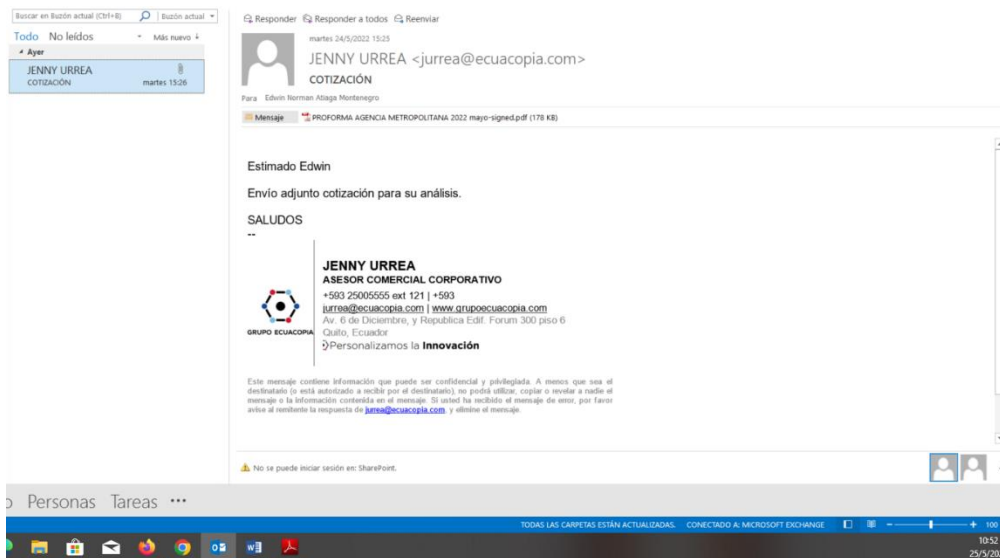 Buscar en Buzón actual (Ctrl+B) Buzón actual
Todo No leídos Más nuevo ↓
Ayer
JENNY URREA
COTIZACIÓN martes 15:26
Responder Responder a todos Reenviar
martes 24/5/2022 15:25
JENNY URREA <jurrea@ecuacopia.com>
COTIZACIÓN
Para Edwin Norman Atiaga Montenegro
Mensaje PROFORMA AGENCIA METROPOLITANA 2022 mayo-signed.pdf (178 KB)
Estimado Edwin
Envío adjunto cotización para su análisis.
SALUDOS
--
JENNY URREA
ASESOR COMERCIAL CORPORATIVO
+593 25005555 ext 121 | +593
jurrea@ecuacopia.com | www.grupoecuacopia.com
Av. 6 de Diciembre, y Republica Edif. Forum 300 piso 6
Quito, Ecuador
GRUPO ECUACOPIA
Personalizamos la Innovación
Este mensaje contiene información que puede ser confidencial y privilegiada. A menos que sea el
destinatario (o está autorizado a recibir por el destinatario), no podrá utilizar, copiar o revelar a nadie el
mensaje o la información contenida en el mensaje. Si usted ha recibido el mensaje de error, por favor
avise al remitente la respuesta de jurrea@ecuacopia.com, y elimine el mensaje.
No se puede iniciar sesión en: SharePoint.
Personas Tareas •••
TODAS LAS CARPETAS ESTÁN ACTUALIZADAS. CONECTADO A: MICROSOFT EXCHANGE 100
10:52
25/5/20